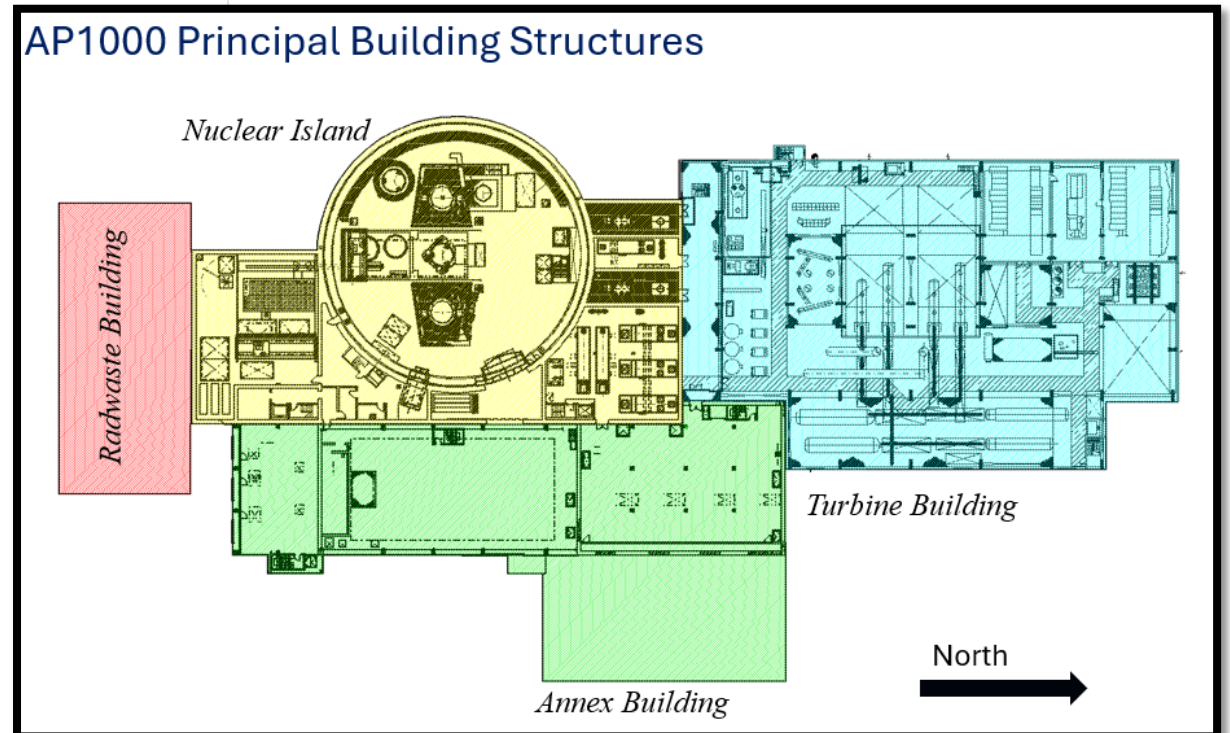 AP1000 Principal Building Structures
Nuclear Island
Radwaste Building
Turbine Building
North
Annex Building